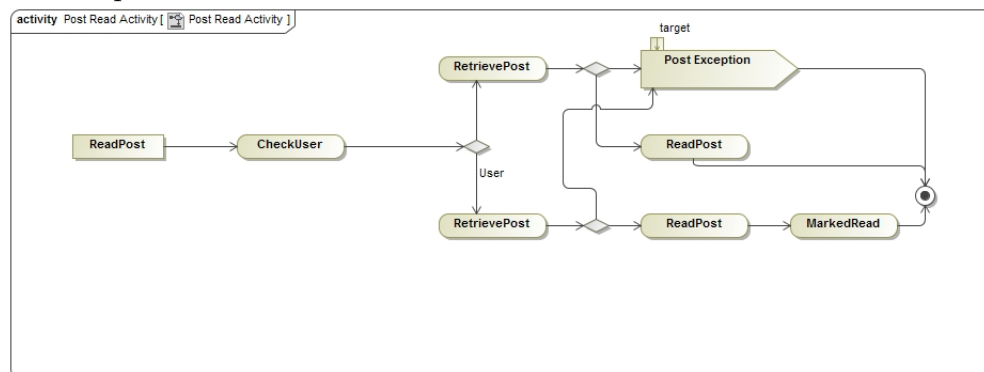 activity Post Read Activity [ Post Read Activity ]
target
RetrievePost
Post Exception
ReadPost
CheckUser
ReadPost
User
RetrievePost
ReadPost
MarkedRead